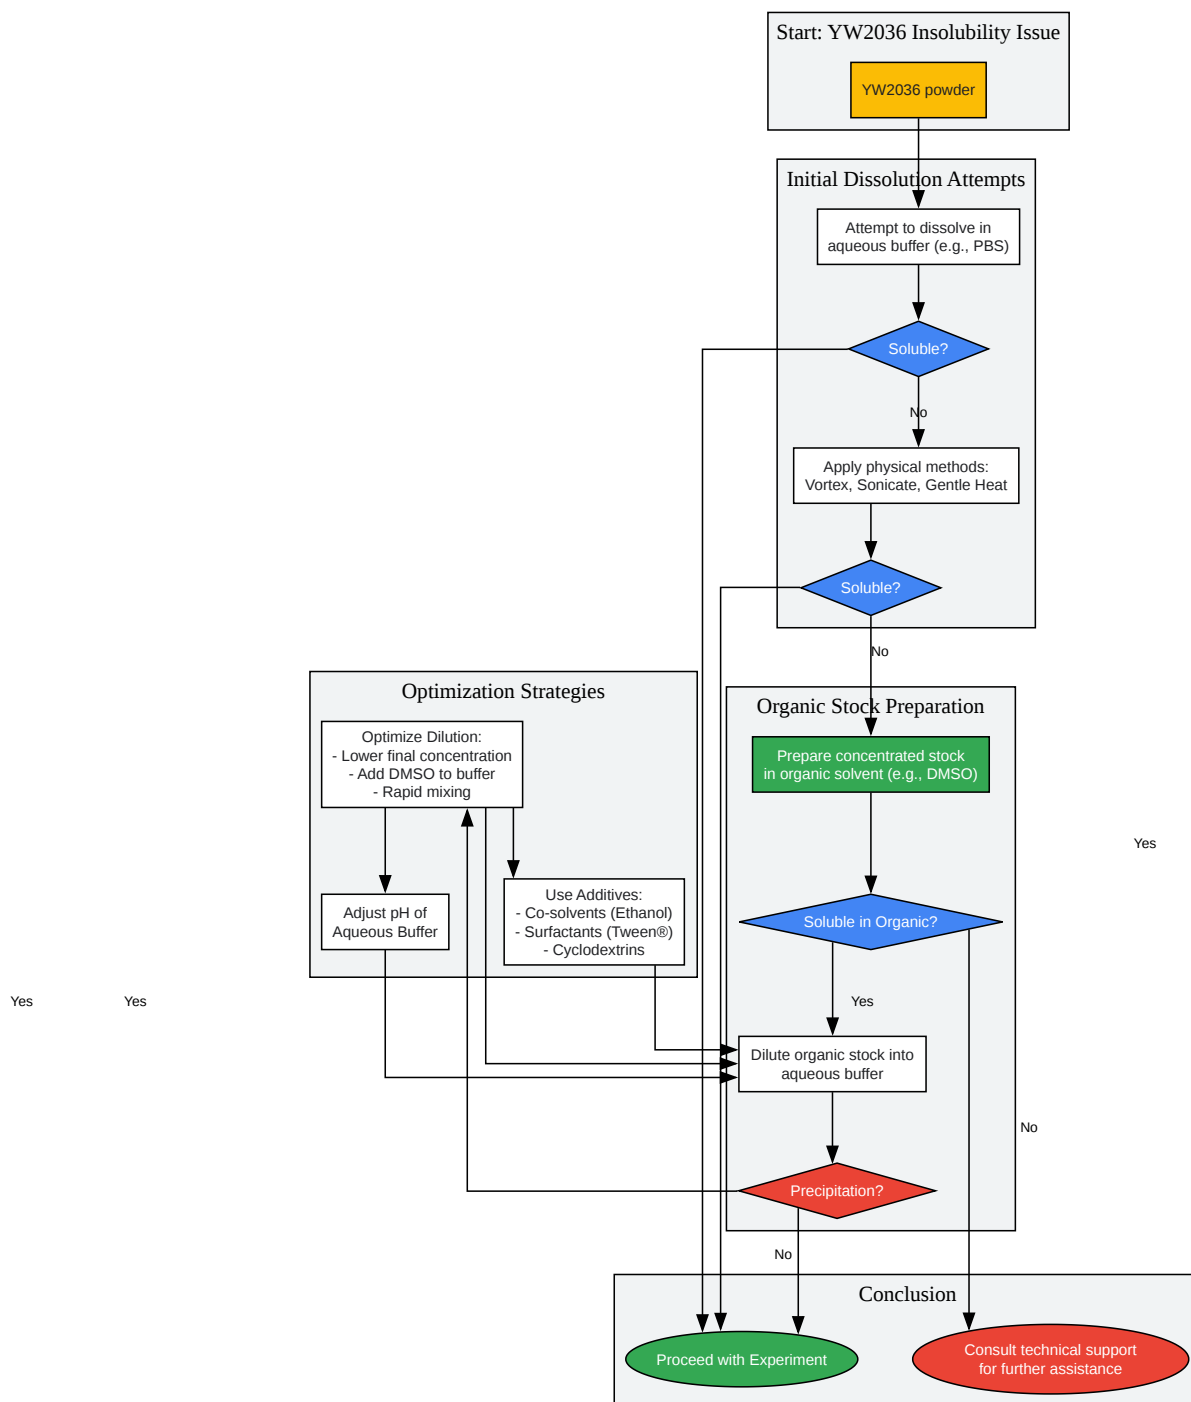 Start: YW2036 Insolubility Issue
YW2036 powder
Initial Dissolution Attempts
Attempt to dissolve in
aqueous buffer (e.g., PBS)
Soluble?
No
Apply physical methods:
Vortex, Sonicate, Gentle Heat
Soluble?
No
Optimization Strategies
Optimize Dilution:
- Lower final concentration
- Add DMSO to buffer
- Rapid mixing
Adjust pH of
Aqueous Buffer
Use Additives:
- Co-solvents (Ethanol)
- Surfactants (Tween®)
- Cyclodextrins
Organic Stock Preparation
Prepare concentrated stock
in organic solvent (e.g., DMSO)
Yes
Soluble in Organic?
Yes
Yes
Yes
Dilute organic stock into
aqueous buffer
No
Precipitation?
No
Conclusion
Proceed with Experiment
Consult technical support
for further assistance